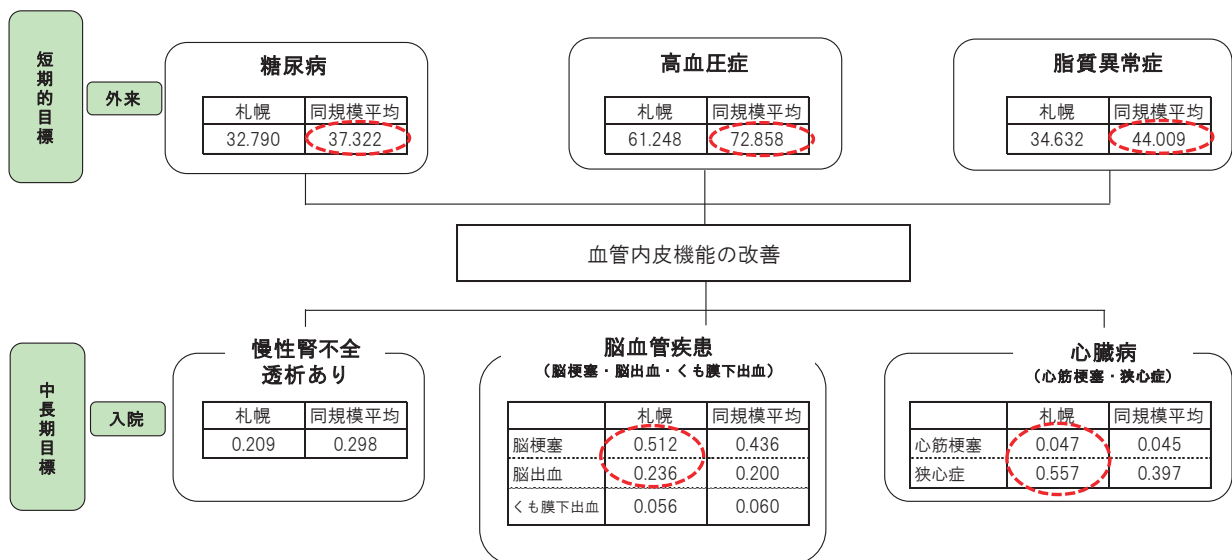 短期的目標
外来
糖尿病
札幌 同規模平均
32.790 37.322
高血圧症
札幌 同規模平均
61.248 72.858
脂質異常症
札幌 同規模平均
34.632 44.009
血管内皮機能の改善
中長期目標
入院
慢性腎不全
透析あり
札幌 同規模平均
0.209 0.298
脳血管疾患
（脳梗塞・脳出血・くも膜下出血）
札幌 同規模平均
脳梗塞 0.512 0.436
脳出血 0.236 0.200
くも膜下出血 0.056 0.060
心臓病
（心筋梗塞・狭心症）
札幌 同規模平均
心筋梗塞 0.047 0.045
狭心症 0.557 0.397